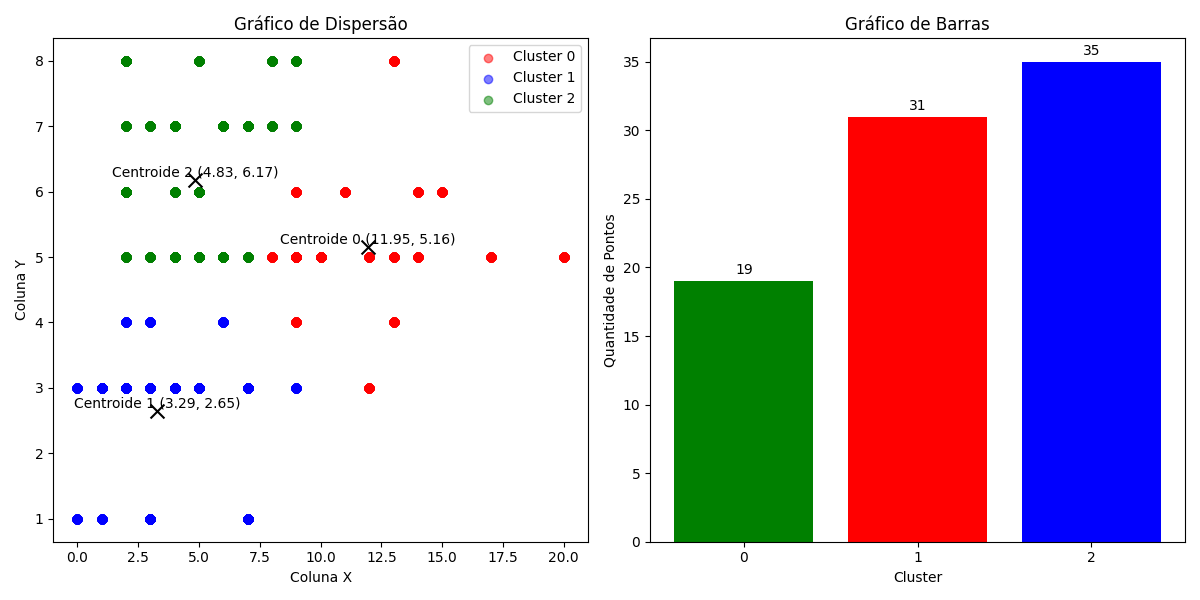 Gráfico de Dispersão
Cluster 0
Cluster 1
Cluster 2
8
7
6
5
4
3
2
1
Coluna Y
Centroide 2 (4.83, 6.17)
Centroide 0 (11.95, 5.16)
Centroide 1 (3.29, 2.65)
0.0 2.5 5.0 7.5 10.0 12.5 15.0 17.5 20.0
Coluna X
Gráfico de Barras
35
30
25
20
15
10
5
0
Quantidade de Pontos
19
31
35
0 1 2
Cluster